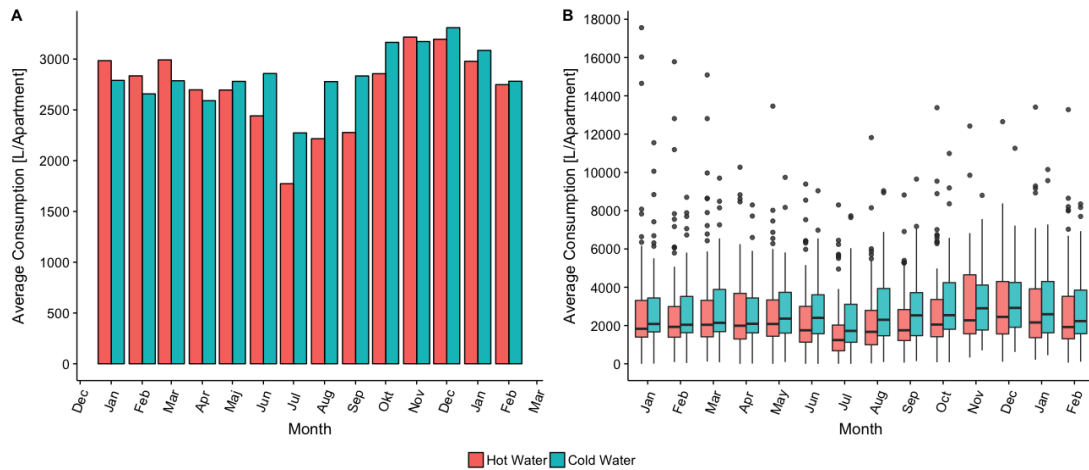 A
Average Consumption [L/Apartment]
3000
2500
2000
1500
1000
500
0
Dec Jan Feb Mar Apr Maj Jun Jul Aug Sep Okt Nov Dec Jan Feb Mar
Month
B
Average Consumption [L/Apartment]
18000
16000
14000
12000
10000
8000
6000
4000
2000
0
Jan Feb Mar Apr May Jun Jul Aug Sep Oct Nov Dec Jan Feb
Month
Hot Water Cold Water